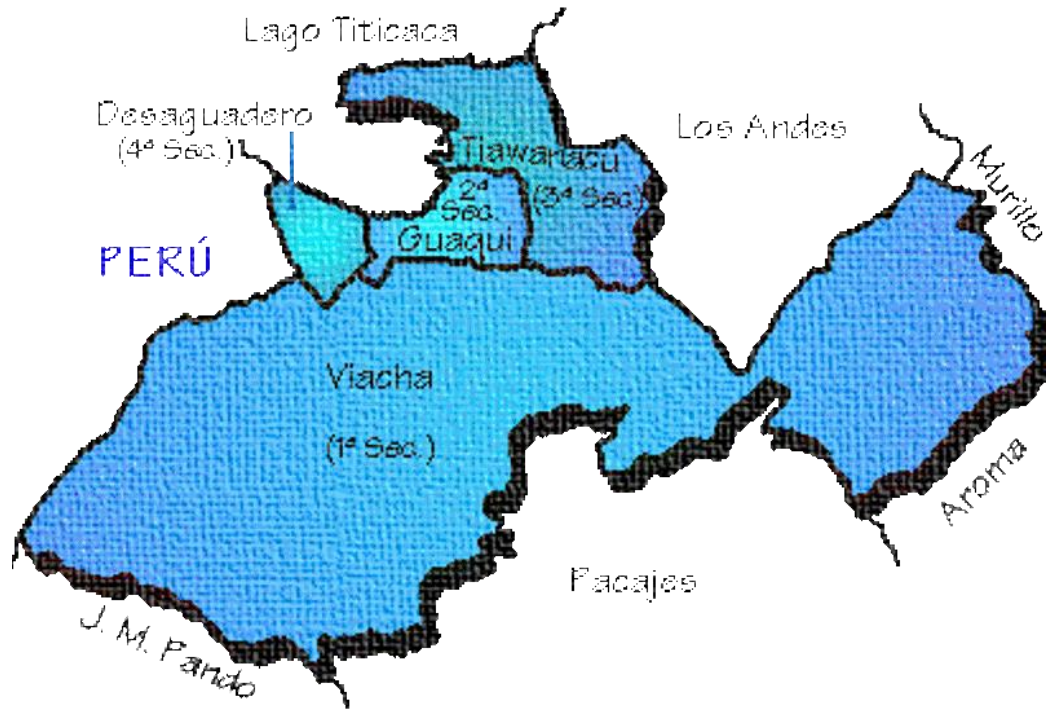 Lago Titicaca
Desaguadero
(4ª Sec.)
Los Andes
Murillo
Tiawanacu
(3ª Sec)
2ª
Sec.
Guaqui
PERÚ
Viacha
(1ª Sec.)
Aroma
Pacajes
J. M. Pando